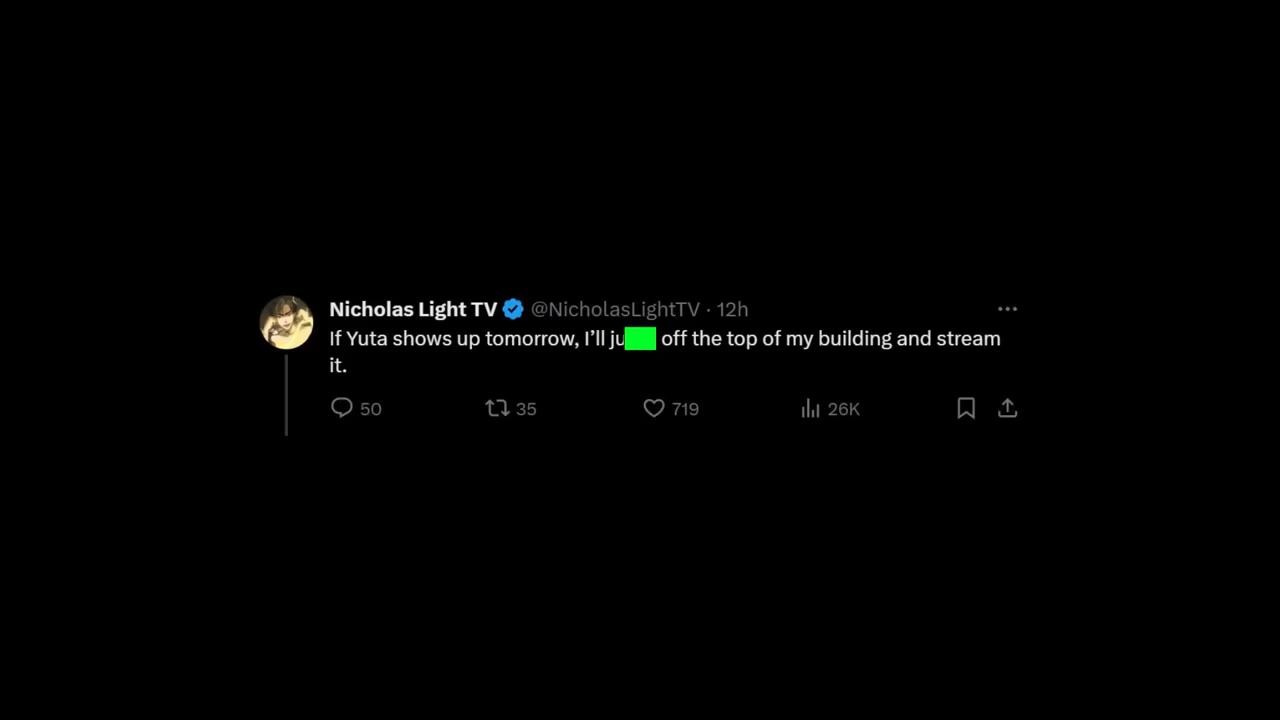 Nicholas Light TV @NicholasLightTV · 12h
If Yuta shows up tomorrow, I’ll ju off the top of my building and stream
it.
50 35 719 26K